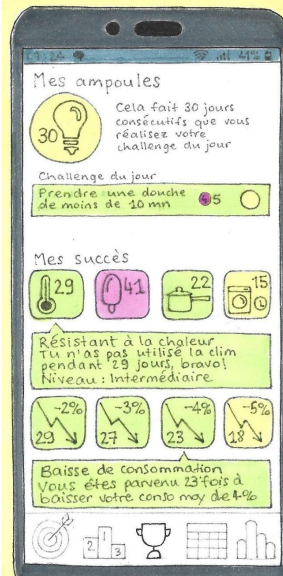 17:24 41%
Mes ampoules
30
Cela fait 30 jours
consécutifs que vous
réalisez votre
challenge du jour
Challenge du jour
Prendre une douche
de moins de 10 mn
5
Mes succès
29 41 22 15
Résistant à la chaleur
Tu n'as pas utilisé la clim
pendant 29 jours, bravo!
Niveau : Intermédiaire
-2% -3% -4% -5%
29 27 23 18
Baisse de consommation
Vous êtes parvenu 23 fois à
baisser votre conso moy de 4%
2 1 3